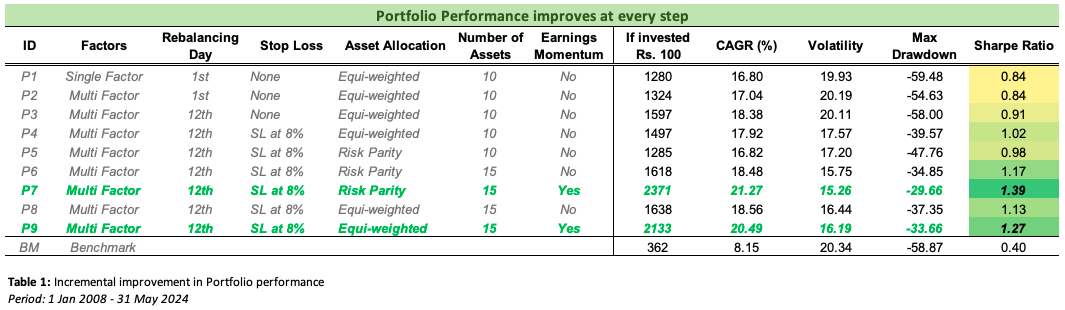 Portfolio Performance improves at every step
ID Factors Rebalancing Day Stop Loss Asset Allocation Number of Assets Earnings Momentum If invested Rs. 100 CAGR (%) Volatility Max Drawdown Sharpe Ratio
P1 Single Factor 1st None Equi-weighted 10 No 1280 16.80 19.93 -59.48 0.84
P2 Multi Factor 1st None Equi-weighted 10 No 1324 17.04 20.19 -54.63 0.84
P3 Multi Factor 12th None Equi-weighted 10 No 1597 18.38 20.11 -58.00 0.91
P4 Multi Factor 12th SL at 8% Equi-weighted 10 No 1497 17.92 17.57 -39.57 1.02
P5 Multi Factor 12th SL at 8% Risk Parity 10 No 1285 16.82 17.20 -47.76 0.98
P6 Multi Factor 12th SL at 8% Risk Parity 15 No 1618 18.48 15.75 -34.85 1.17
P7 Multi Factor 12th SL at 8% Risk Parity 15 Yes 2371 21.27 15.26 -29.66 1.39
P8 Multi Factor 12th SL at 8% Equi-weighted 15 No 1638 18.56 16.44 -37.35 1.13
P9 Multi Factor 12th SL at 8% Equi-weighted 15 Yes 2133 20.49 16.19 -33.66 1.27
BM Benchmark 362 8.15 20.34 -58.87 0.40
Table 1: Incremental improvement in Portfolio performance
Period: 1 Jan 2008 - 31 May 2024